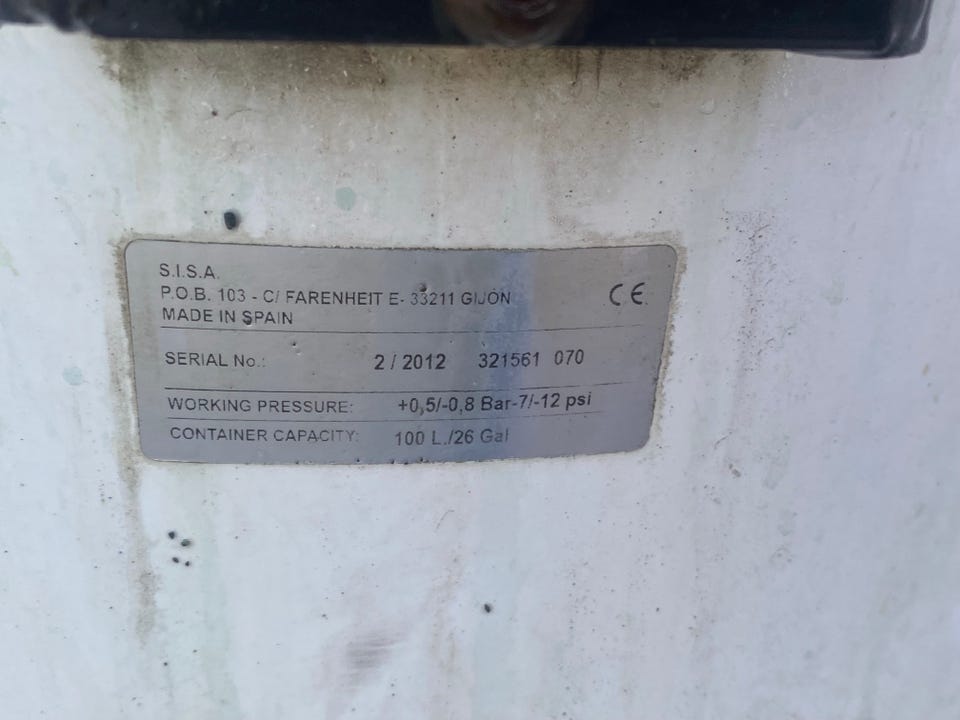 S.I.S.A.
P.O.B. 103 - C/ FARENHEIT E- 33211 GIJON
MADE IN SPAIN
CE
SERIAL No.: 2 / 2012 321561 070
WORKING PRESSURE: +0,5/-0,8 Bar-7/-12 psi
CONTAINER CAPACITY: 100 L./26 Gal